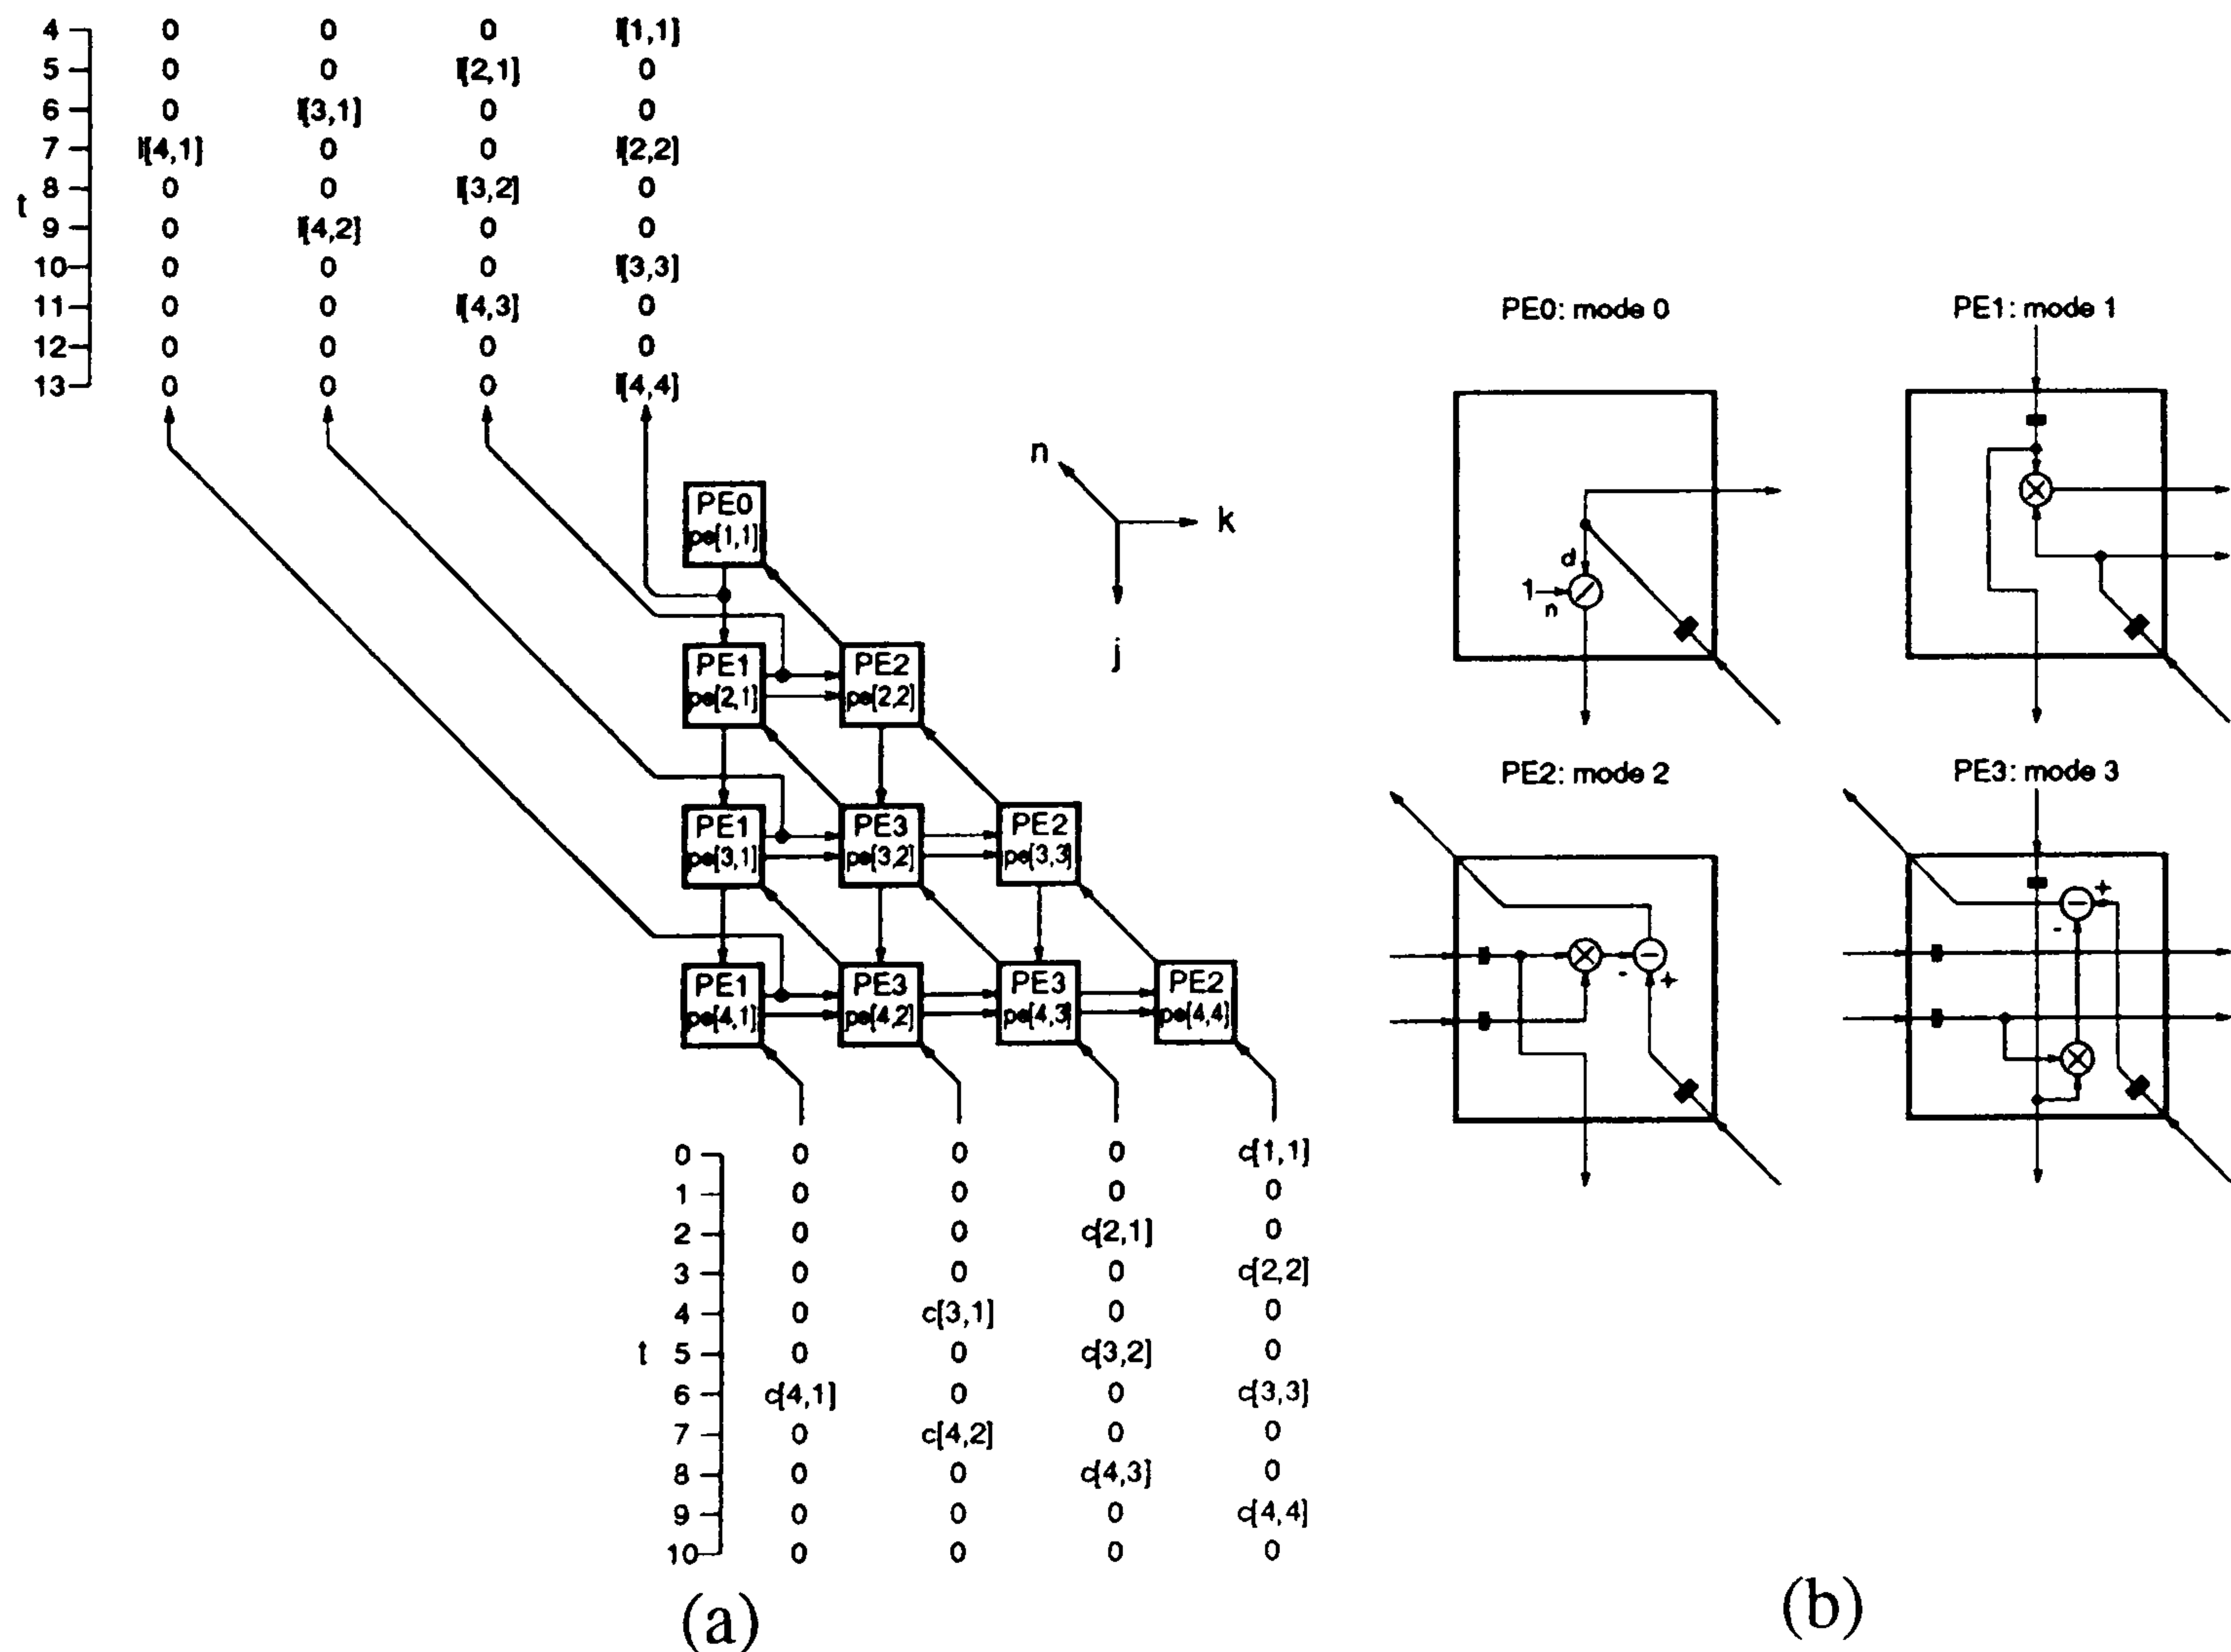 4 0 0 0 l[1,1]
5 0 0 l[2,1] 0
6 0 l[3,1] 0 0
7 l[4,1] 0 0 l[2,2]
8 0 0 l[3,2] 0
t
9 0 l[4,2] 0 0
10 0 0 0 l[3,3]
11 0 0 l[4,3] 0
12 0 0 0 0
13 0 0 0 l[4,4]
n
k
j
PE0
pe[1,1]
PE1 PE2
pe[2,1] pe[2,2]
PE1 PE3 PE2
pe[3,1] pe[3,2] pe[3,3]
PE1 PE3 PE3 PE2
pe[4,1] pe[4,2] pe[4,3] pe[4,4]
0 0 0 0 c[1,1]
1 0 0 0 0
2 0 0 c[2,1] 0
3 0 0 0 c[2,2]
4 0 c[3,1] 0 0
t 5 0 0 c[3,2] 0
6 c[4,1] 0 0 c[3,3]
7 0 c[4,2] 0 0
8 0 0 c[4,3] 0
9 0 0 0 c[4,4]
10 0 0 0 0
(a)
PE0: mode 0
d
1
n
PE1: mode 1
PE2: mode 2
- +
PE3: mode 3
+
-
(b)